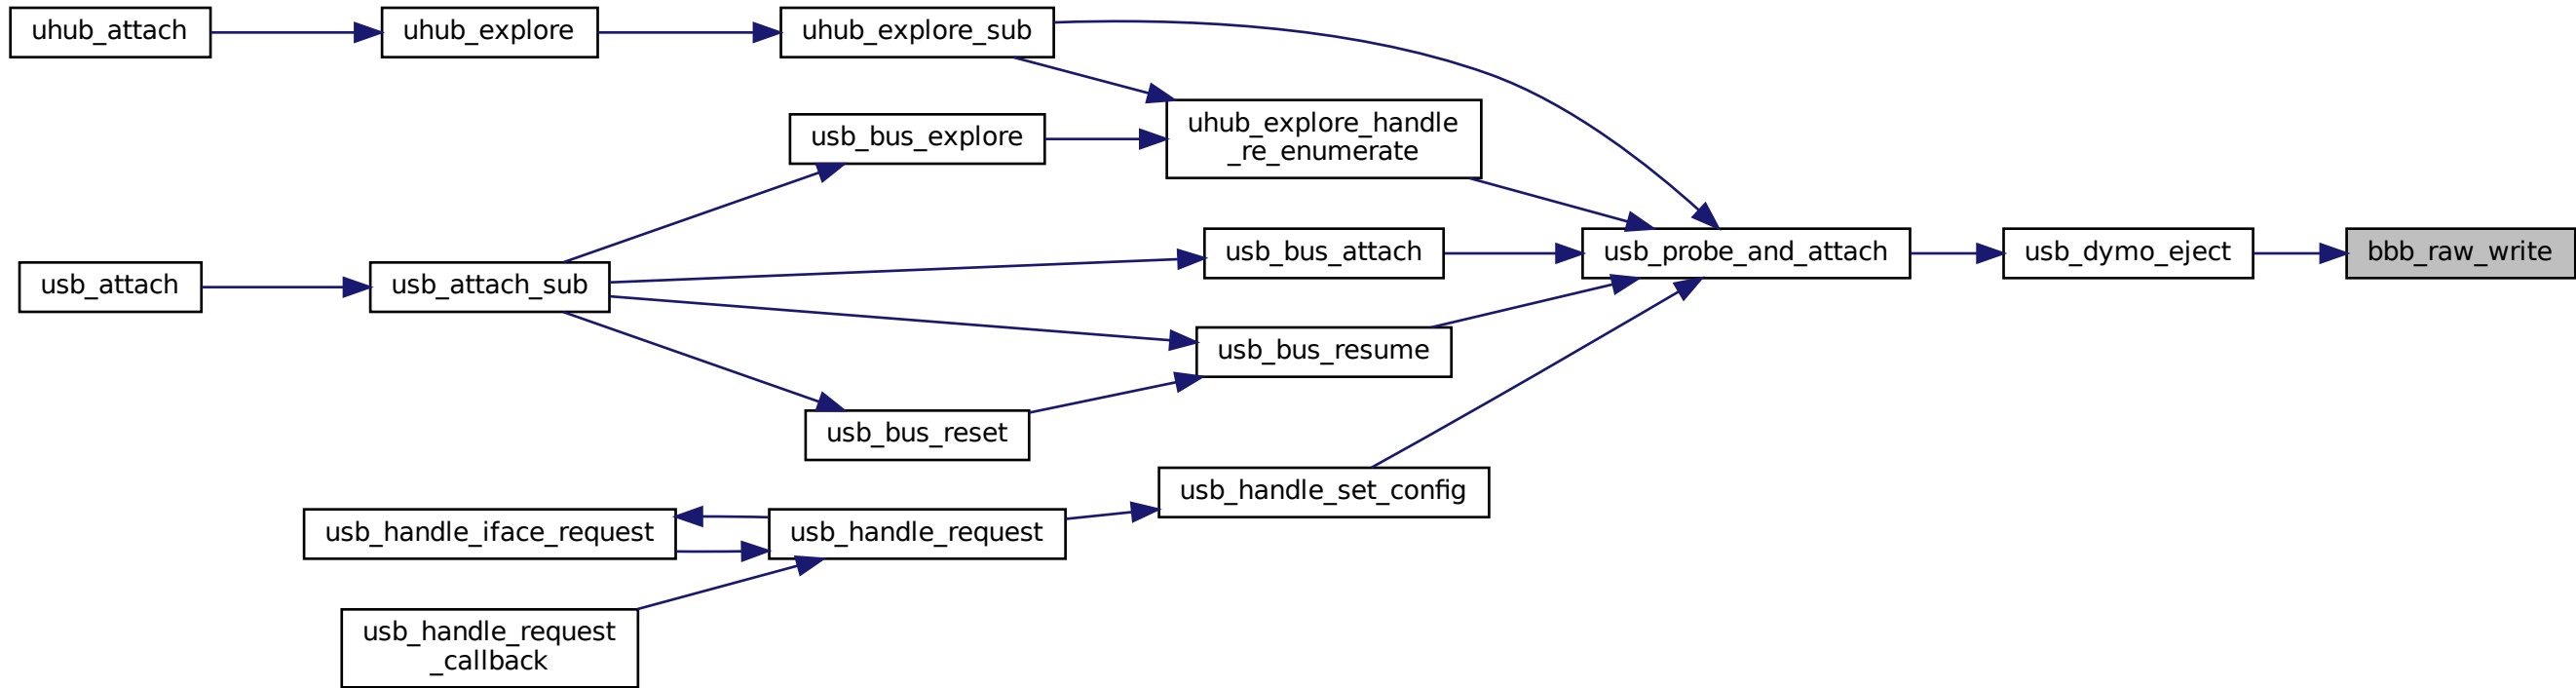 uhub_attach
uhub_explore
uhub_explore_sub
uhub_explore_handle
_re_enumerate
usb_bus_explore
usb_bus_attach
usb_probe_and_attach
usb_dymo_eject
bbb_raw_write
usb_attach
usb_attach_sub
usb_bus_resume
usb_bus_reset
usb_handle_set_config
usb_handle_iface_request
usb_handle_request
usb_handle_request
_callback